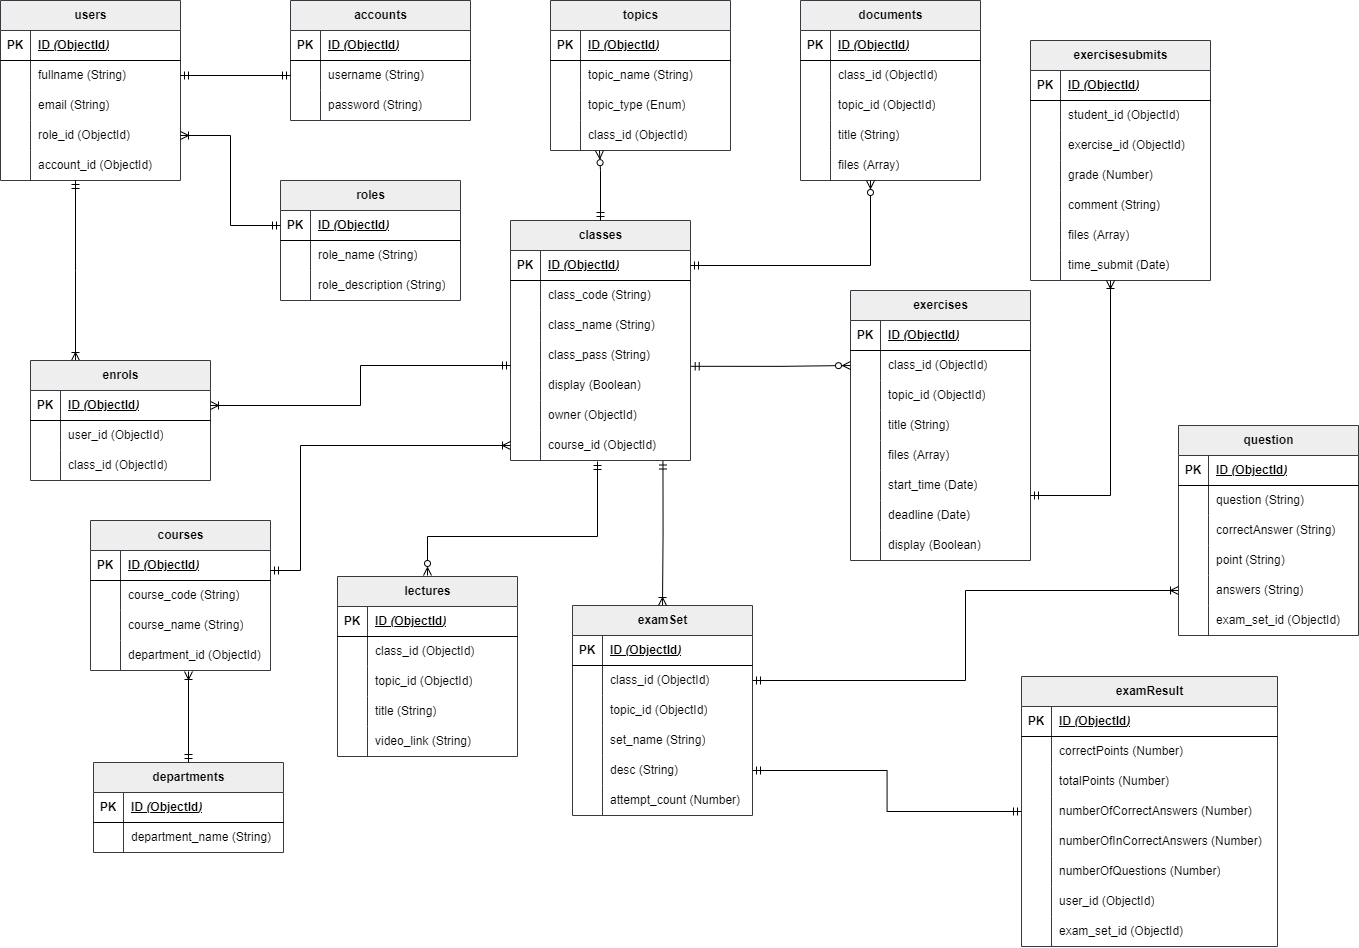 users
PK ID (ObjectId)
fullname (String)
email (String)
role_id (ObjectId)
account_id (ObjectId)
accounts
PK ID (ObjectId)
username (String)
password (String)
topics
PK ID (ObjectId)
topic_name (String)
topic_type (Enum)
class_id (ObjectId)
documents
PK ID (ObjectId)
class_id (ObjectId)
topic_id (ObjectId)
title (String)
files (Array)
exercisesubmits
PK ID (ObjectId)
student_id (ObjectId)
exercise_id (ObjectId)
grade (Number)
comment (String)
files (Array)
time_submit (Date)
roles
PK ID (ObjectId)
role_name (String)
role_description (String)
classes
PK ID (ObjectId)
class_code (String)
class_name (String)
class_pass (String)
display (Boolean)
owner (ObjectId)
course_id (ObjectId)
exercises
PK ID (ObjectId)
class_id (ObjectId)
topic_id (ObjectId)
title (String)
files (Array)
start_time (Date)
deadline (Date)
display (Boolean)
enrols
PK ID (ObjectId)
user_id (ObjectId)
class_id (ObjectId)
question
PK ID (ObjectId)
question (String)
correctAnswer (String)
point (String)
answers (String)
exam_set_id (ObjectId)
courses
PK ID (ObjectId)
course_code (String)
course_name (String)
department_id (ObjectId)
lectures
PK ID (ObjectId)
class_id (ObjectId)
topic_id (ObjectId)
title (String)
video_link (String)
examSet
PK ID (ObjectId)
class_id (ObjectId)
topic_id (ObjectId)
set_name (String)
desc (String)
attempt_count (Number)
examResult
PK ID (ObjectId)
correctPoints (Number)
totalPoints (Number)
numberOfCorrectAnswers (Number)
numberOfInCorrectAnswers (Number)
numberOfQuestions (Number)
user_id (ObjectId)
exam_set_id (ObjectId)
departments
PK ID (ObjectId)
department_name (String)